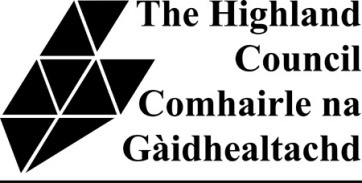 The Highland
Council
Comhairle na
Gàidhealtachd